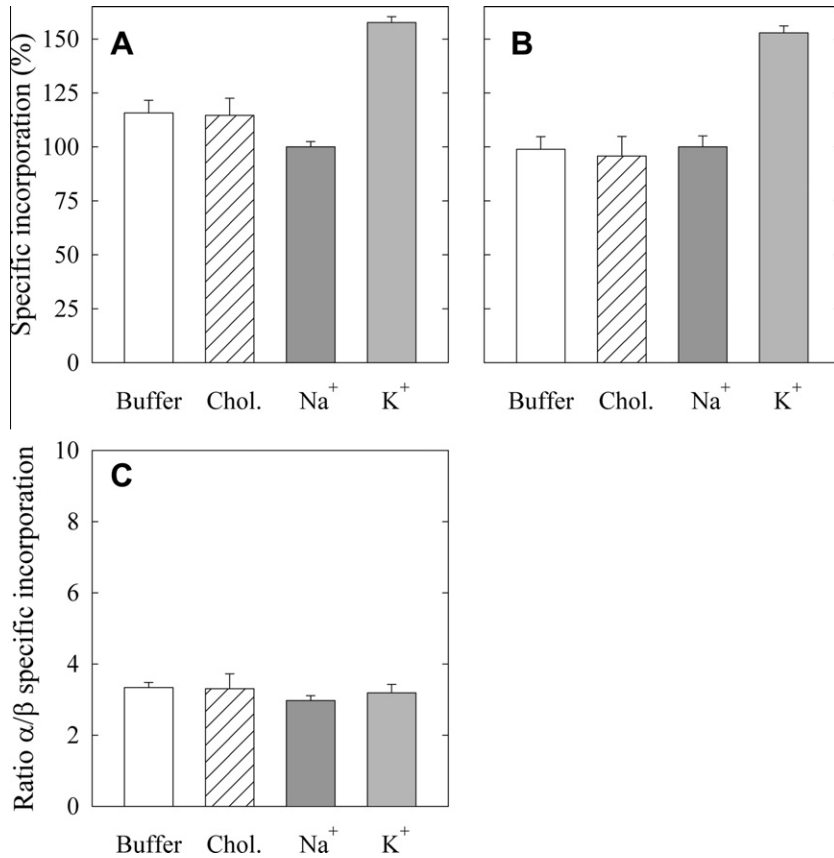 A
B
Specific incorporation (%)
150
125
100
75
50
25
0
Buffer Chol. Na⁺ K⁺
Buffer Chol. Na⁺ K⁺
C
Ratio α/β specific incorporation
10
8
6
4
2
0
Buffer Chol. Na⁺ K⁺